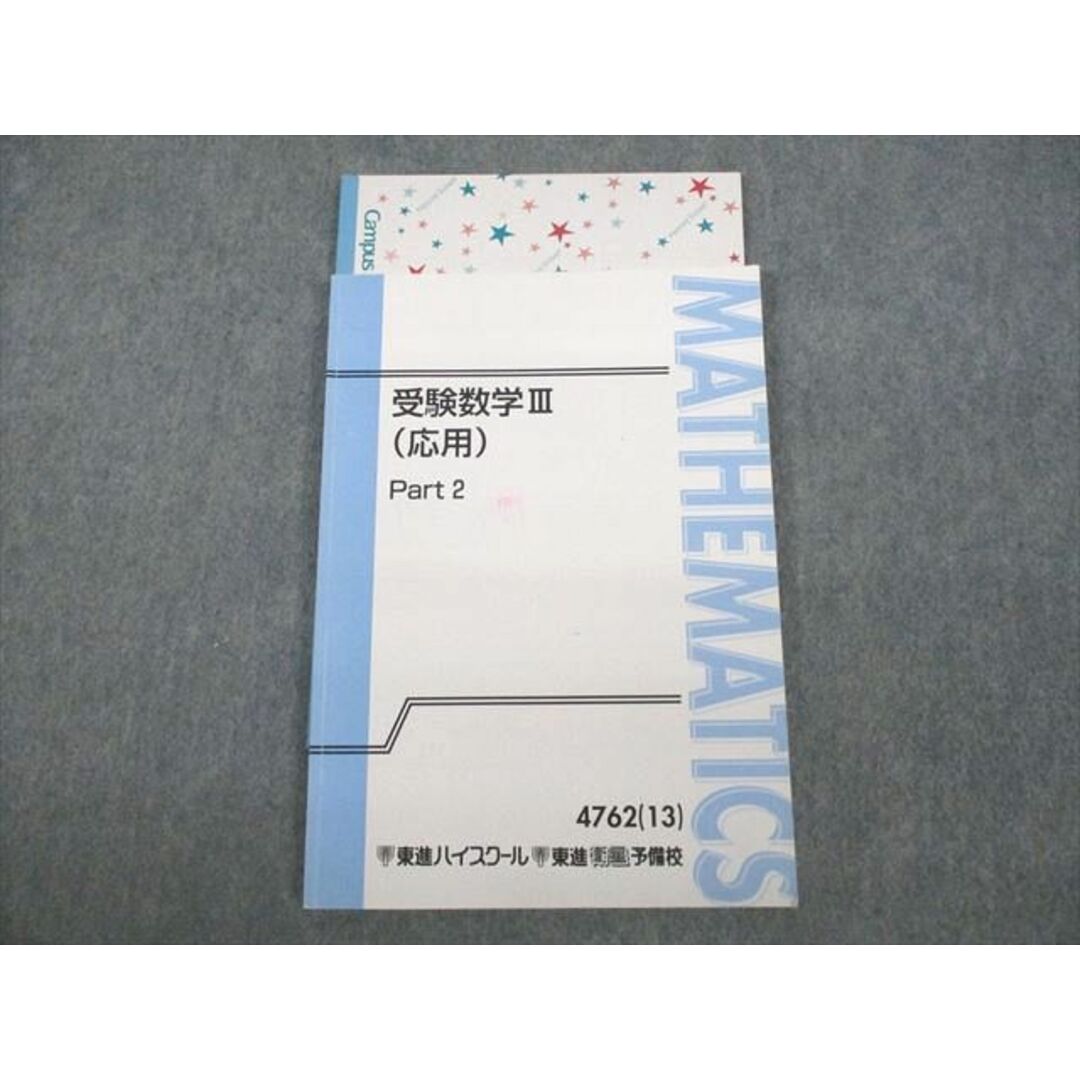 Campus
受験数学Ⅲ
(応用)
Part 2
MATHEMATICS
4762(13)
東進ハイスクール 東進衛星予備校